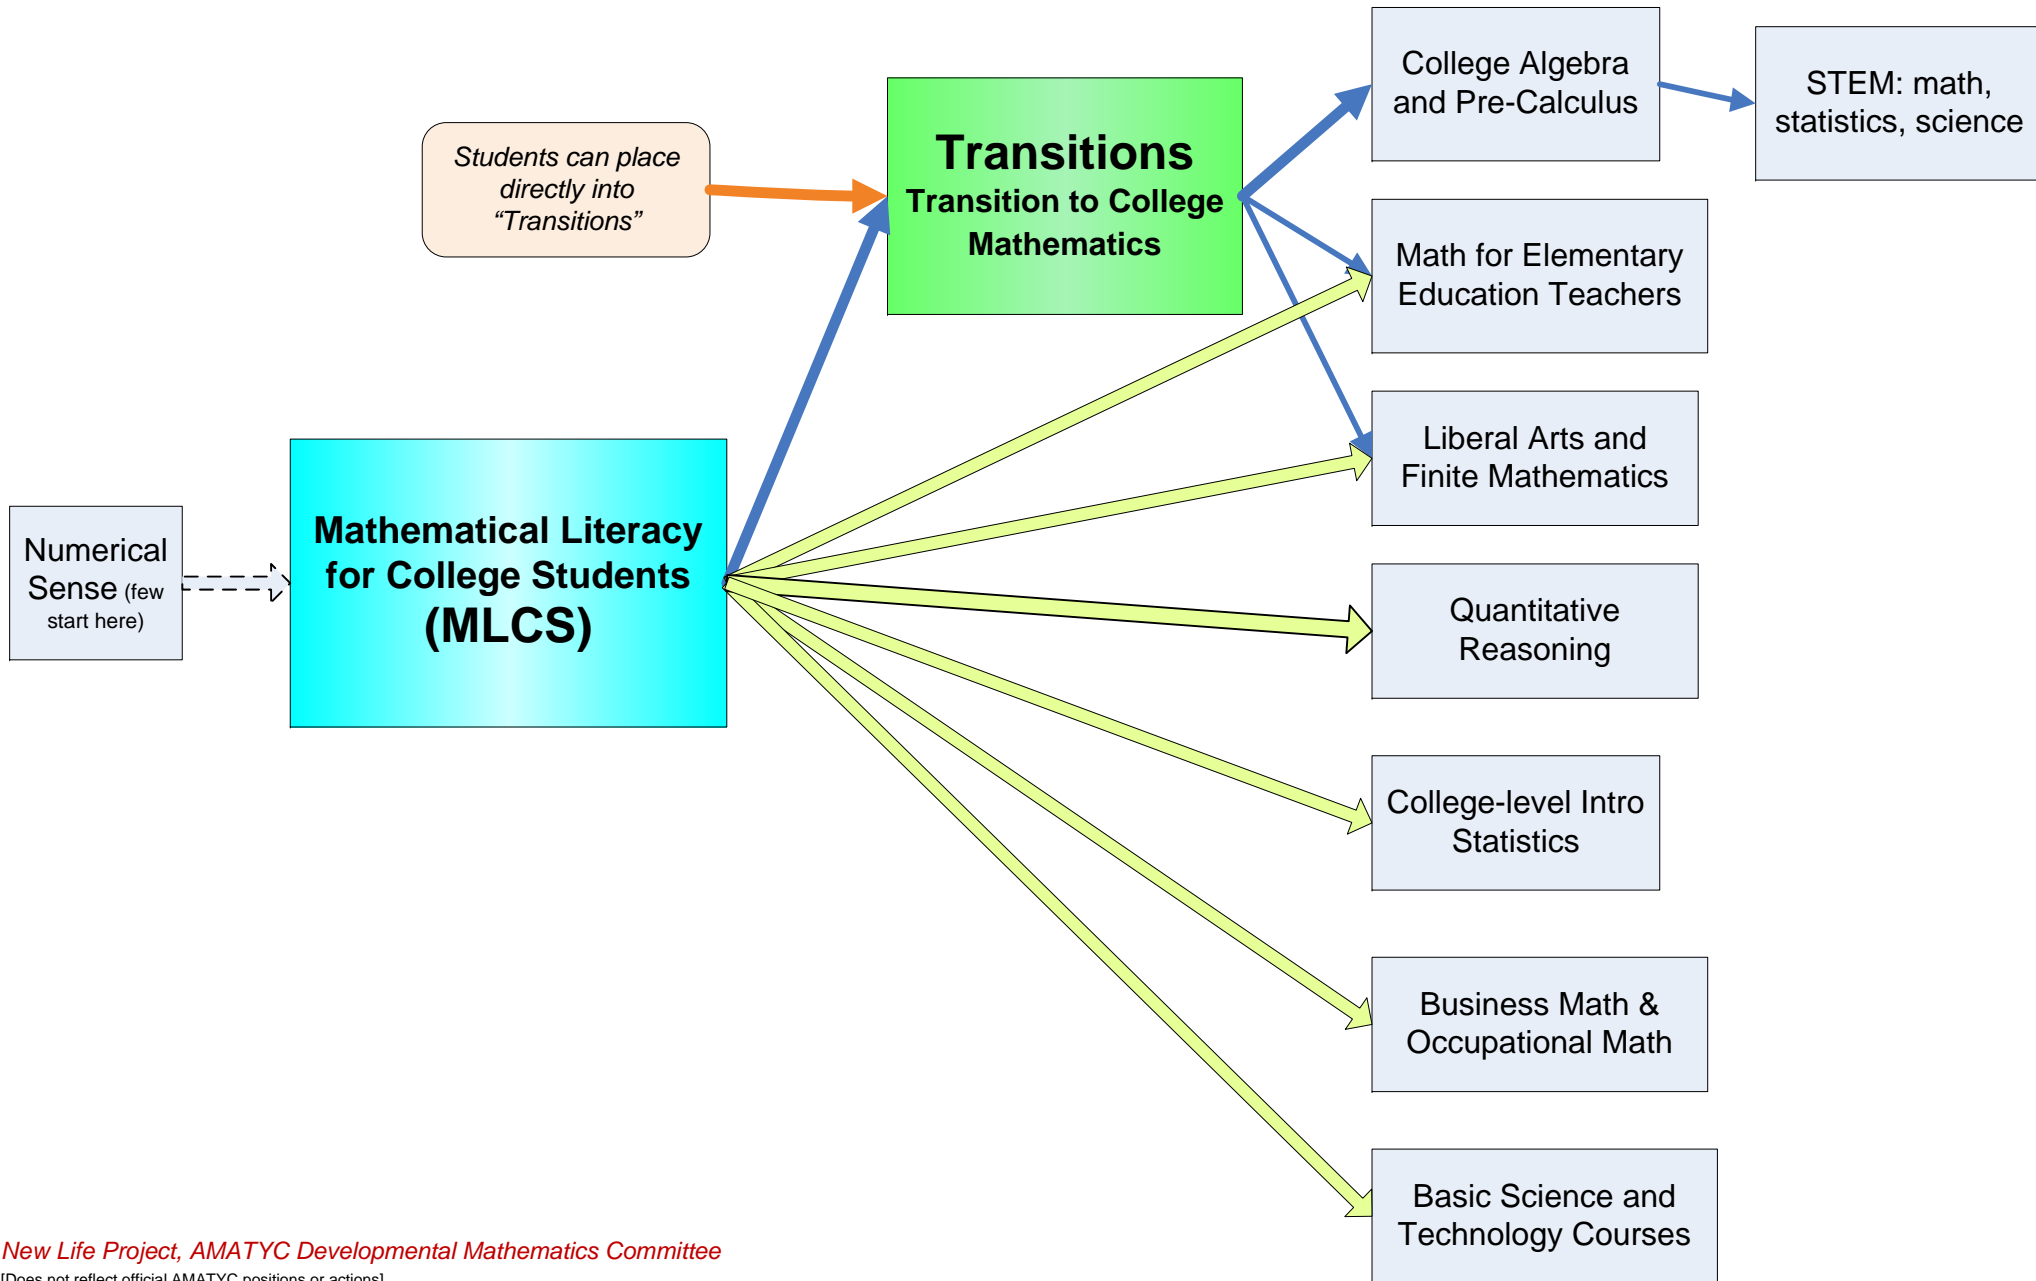 College Algebra
and Pre-Calculus
STEM: math,
statistics, science
Students can place
directly into
“Transitions”
Transitions
Transition to College
Mathematics
Math for Elementary
Education Teachers
Liberal Arts and
Finite Mathematics
Numerical
Sense (few
start here)
Mathematical Literacy
for College Students
(MLCS)
Quantitative
Reasoning
College-level Intro
Statistics
Business Math &
Occupational Math
Basic Science and
Technology Courses
New Life Project, AMATYC Developmental Mathematics Committee
[Does not reflect official AMATYC positions or actions]